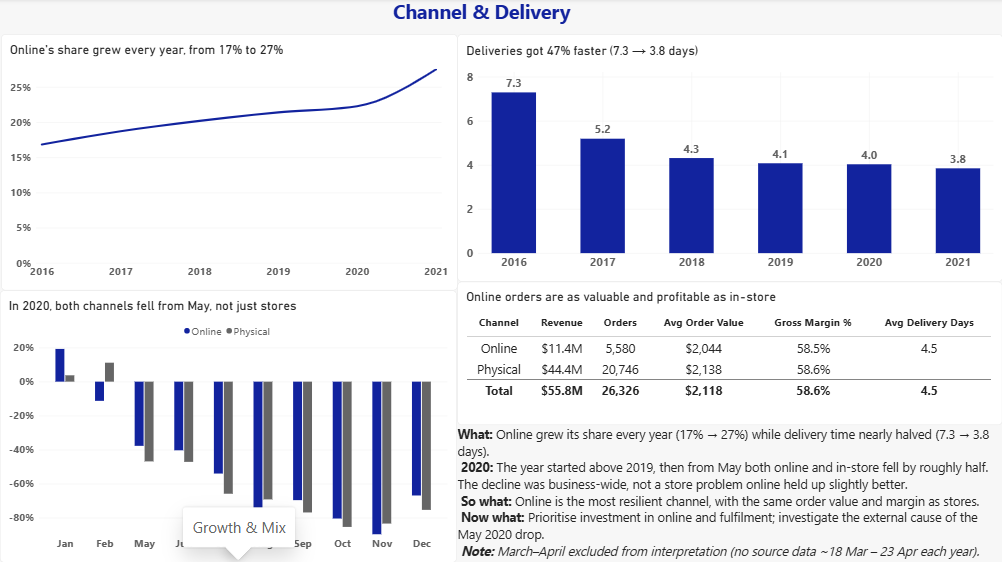 Channel & Delivery
Online's share grew every year, from 17% to 27%
25%
20%
15%
10%
5%
0%
2016 2017 2018 2019 2020 2021
Deliveries got 47% faster (7.3 → 3.8 days)
8
6
4
2
0
7.3 5.2 4.3 4.1 4.0 3.8
2016 2017 2018 2019 2020 2021
In 2020, both channels fell from May, not just stores
Online Physical
20%
0%
-20%
-40%
-60%
-80%
Jan Feb May Sep Oct Nov Dec
Growth & Mix
Online orders are as valuable and profitable as in-store
Channel Revenue Orders Avg Order Value Gross Margin % Avg Delivery Days
Online $11.4M 5,580 $2,044 58.5% 4.5
Physical $44.4M 20,746 $2,138 58.6%
Total $55.8M 26,326 $2,118 58.6% 4.5
What: Online grew its share every year (17% → 27%) while delivery time nearly halved (7.3 → 3.8
days).
2020: The year started above 2019, then from May both online and in-store fell by roughly half.
The decline was business-wide, not a store problem online held up slightly better.
So what: Online is the most resilient channel, with the same order value and margin as stores.
Now what: Prioritise investment in online and fulfilment; investigate the external cause of the
May 2020 drop.
Note: March–April excluded from interpretation (no source data ~18 Mar – 23 Apr each year).